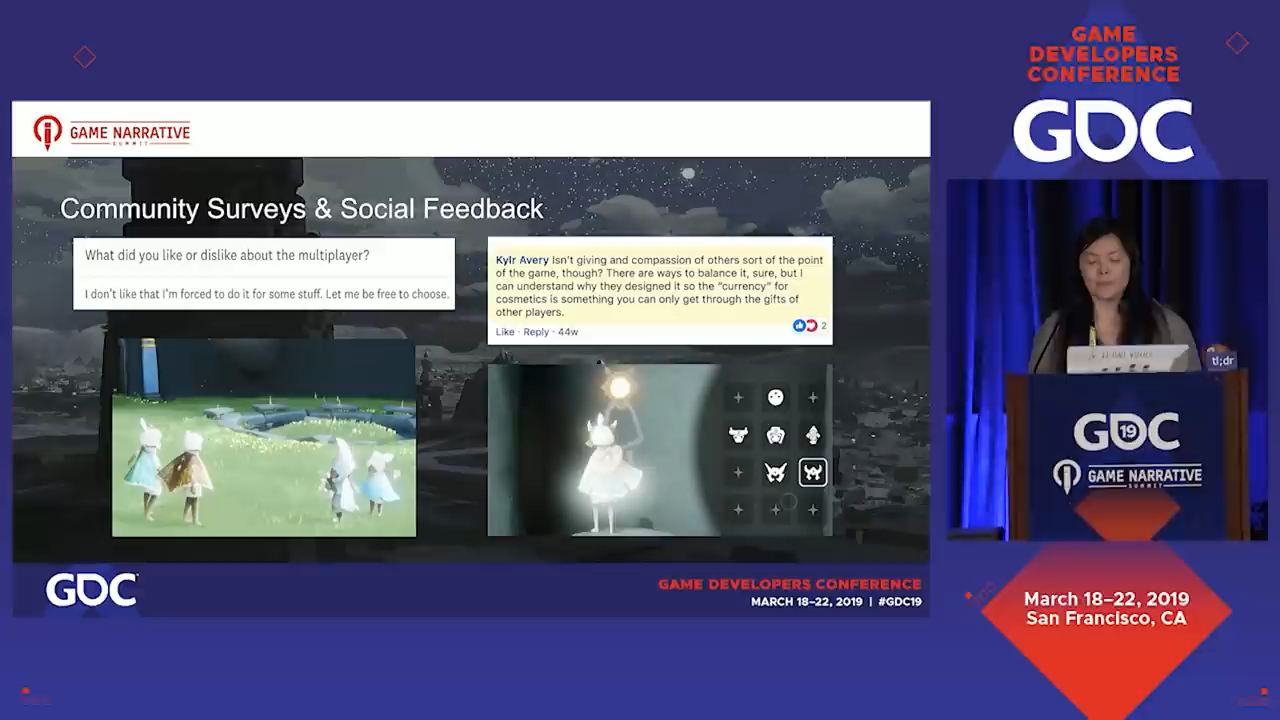 GAME
DEVELOPERS
CONFERENCE
GDC
GAME NARRATIVE
SUMMIT
Community Surveys & Social Feedback
What did you like or dislike about the multiplayer?
I don't like that I'm forced to do it for some stuff. Let me be free to choose.
Kylr Avery Isn't giving and compassion of others sort of the point
of the game, though? There are ways to balance it, sure, but I
can understand why they designed it so the "currency" for
cosmetics is something you can only get through the gifts of
other players.
Like · Reply · 44w
2
tl;dr
GDC
19
GAME NARRATIVE
SUMMIT
GDC
GAME DEVELOPERS CONFERENCE
MARCH 18–22, 2019 | #GDC19
March 18–22, 2019
San Francisco, CA